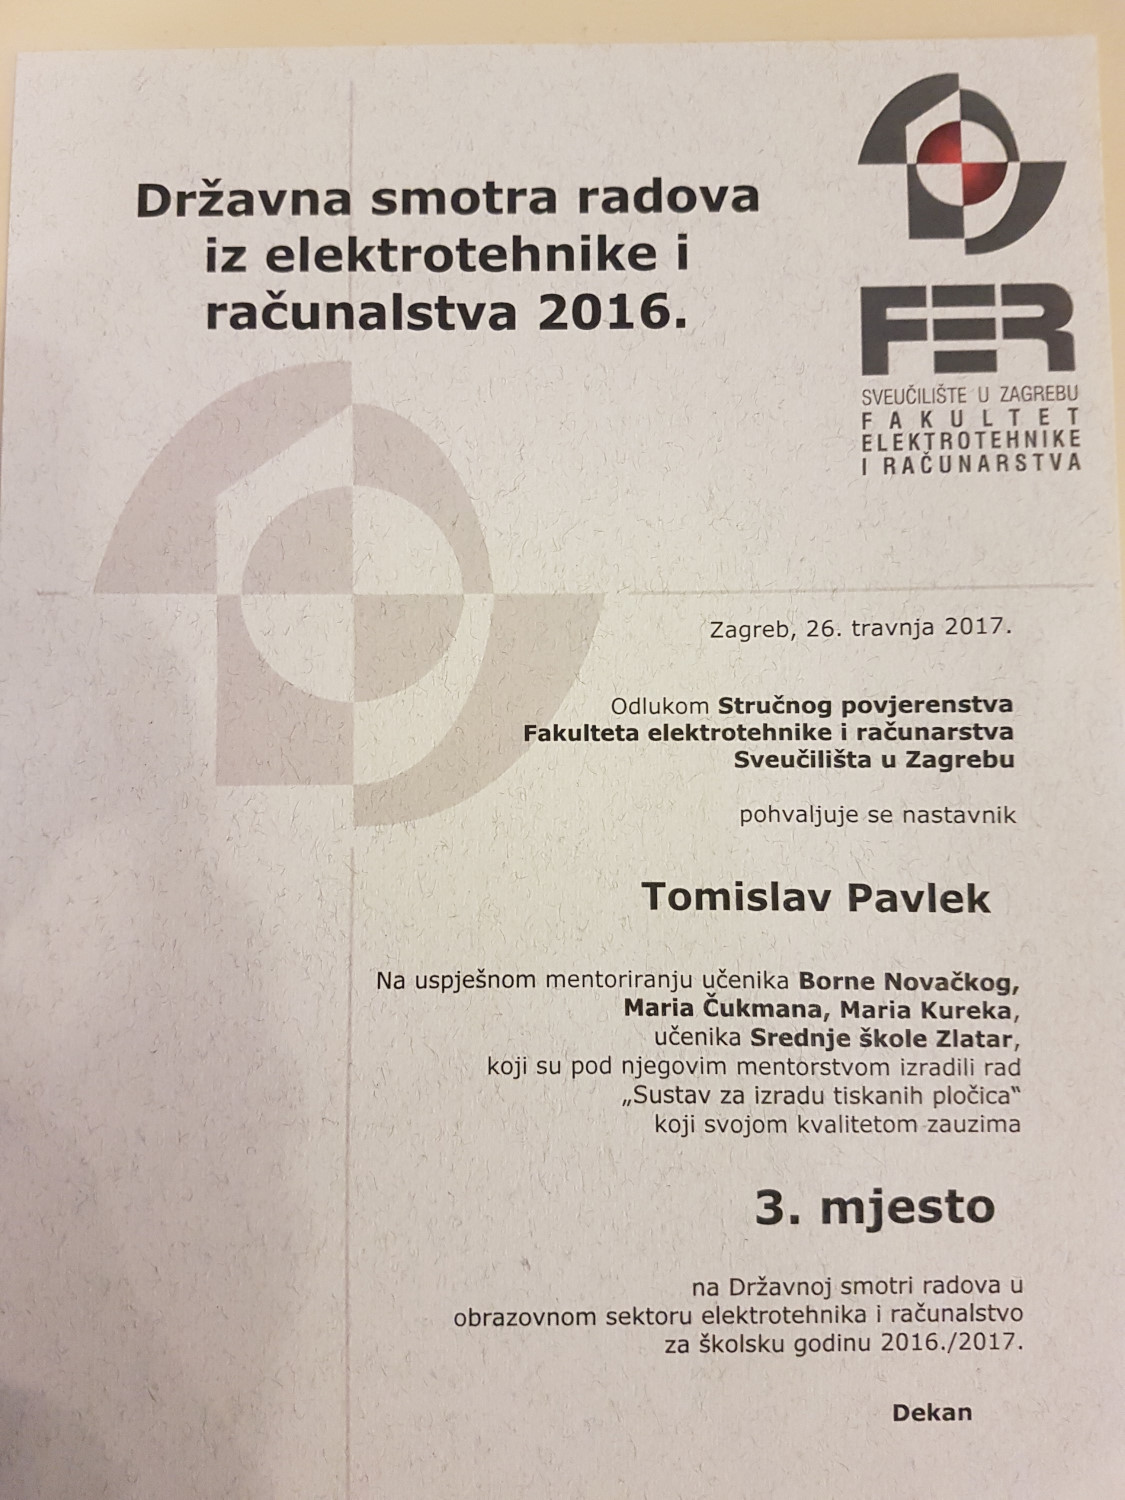 Državna smotra radova
iz elektrotehnike i
računalstva 2016.
FER
SVEUČILIŠTE U ZAGREBU
FAKULTET
ELEKTROTEHNIKE
I RAČUNARSTVA
Zagreb, 26. travnja 2017.
Odlukom Stručnog povjerenstva
Fakulteta elektrotehnike i računarstva
Sveučilišta u Zagrebu
pohvaljuje se nastavnik
Tomislav Pavlek
Na uspješnom mentoriranju učenika Borne Novačkog,
Maria Čukmana, Maria Kureka,
učenika Srednje škole Zlatar,
koji su pod njegovim mentorstvom izradili rad
„Sustav za izradu tiskanih pločica‟
koji svojom kvalitetom zauzima
3. mjesto
na Državnoj smotri radova u
obrazovnom sektoru elektrotehnika i računalstvo
za školsku godinu 2016./2017.
Dekan